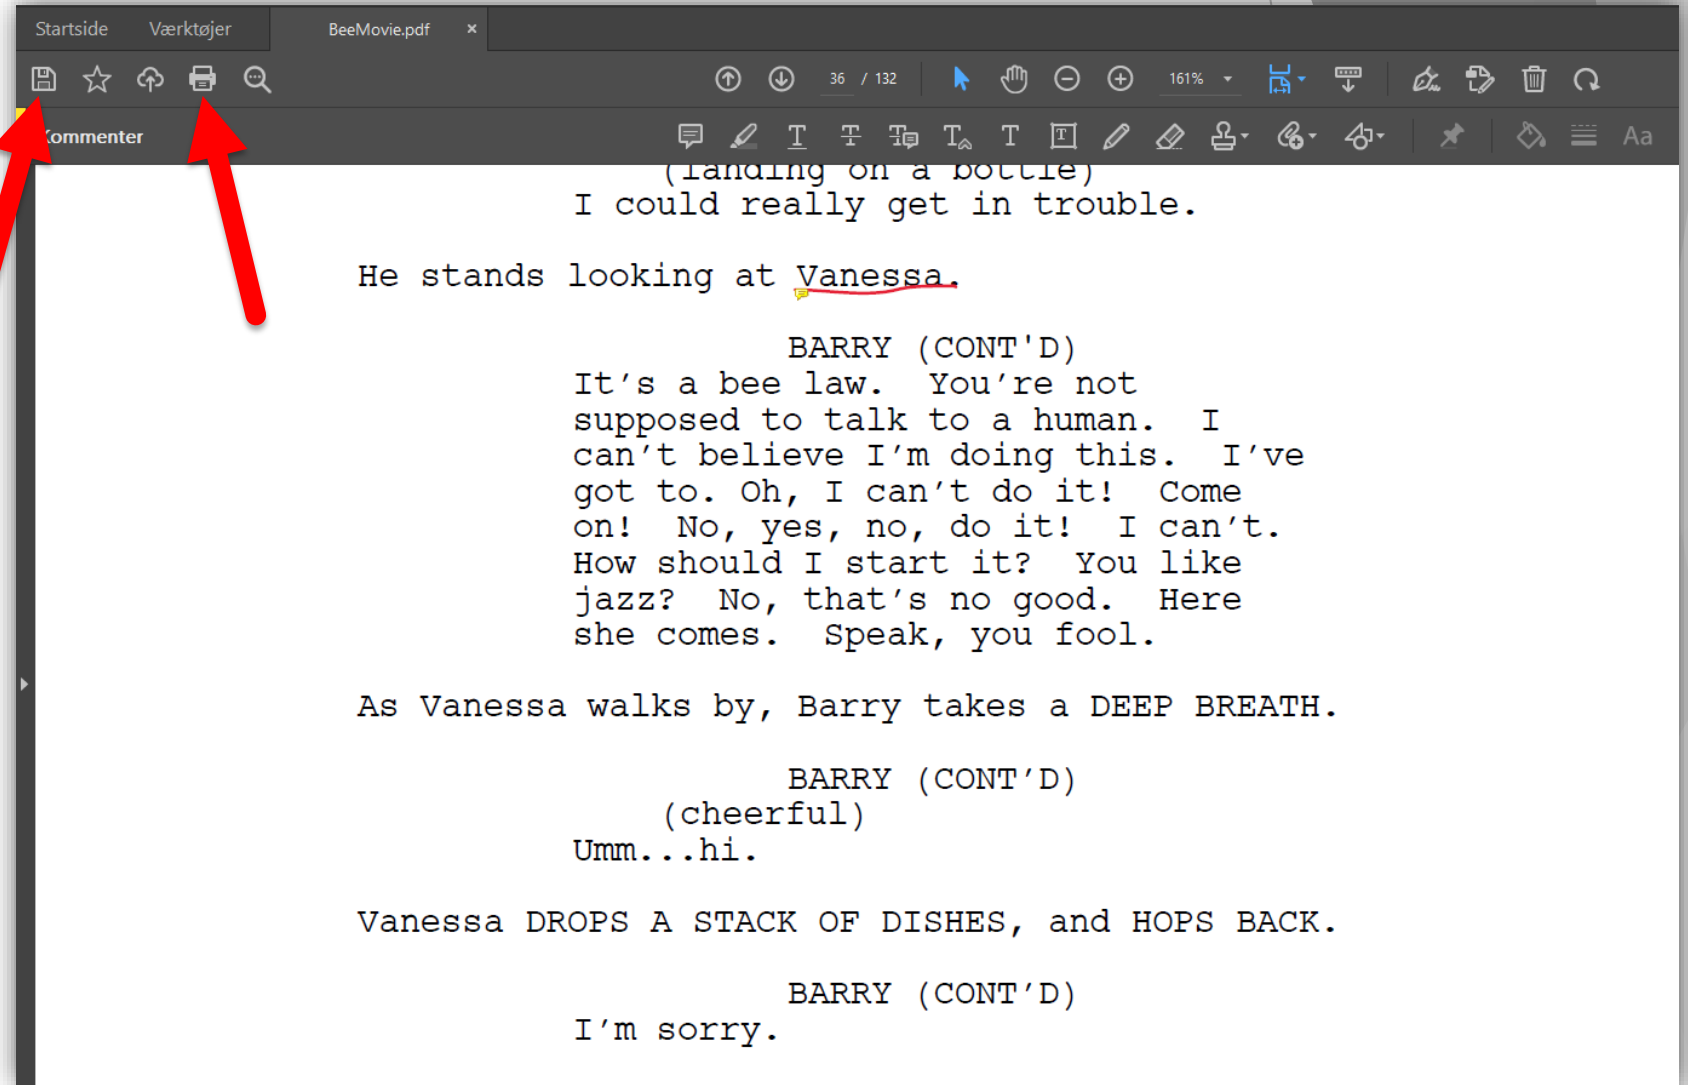 Startside Værktøjer BeeMovie.pdf ×
36 / 132 161%
Kommenter
T T T T T T Aa
(landing on a bottle)
I could really get in trouble.
He stands looking at Vanessa.
BARRY (CONT'D)
It's a bee law.  You're not
supposed to talk to a human.  I
can't believe I'm doing this.  I've
got to. Oh, I can't do it!  Come
on!  No, yes, no, do it!  I can't.
How should I start it?  You like
jazz?  No, that's no good.  Here
she comes.  Speak, you fool.
As Vanessa walks by, Barry takes a DEEP BREATH.
BARRY (CONT'D)
(cheerful)
Umm...hi.
Vanessa DROPS A STACK OF DISHES, and HOPS BACK.
BARRY (CONT'D)
I'm sorry.